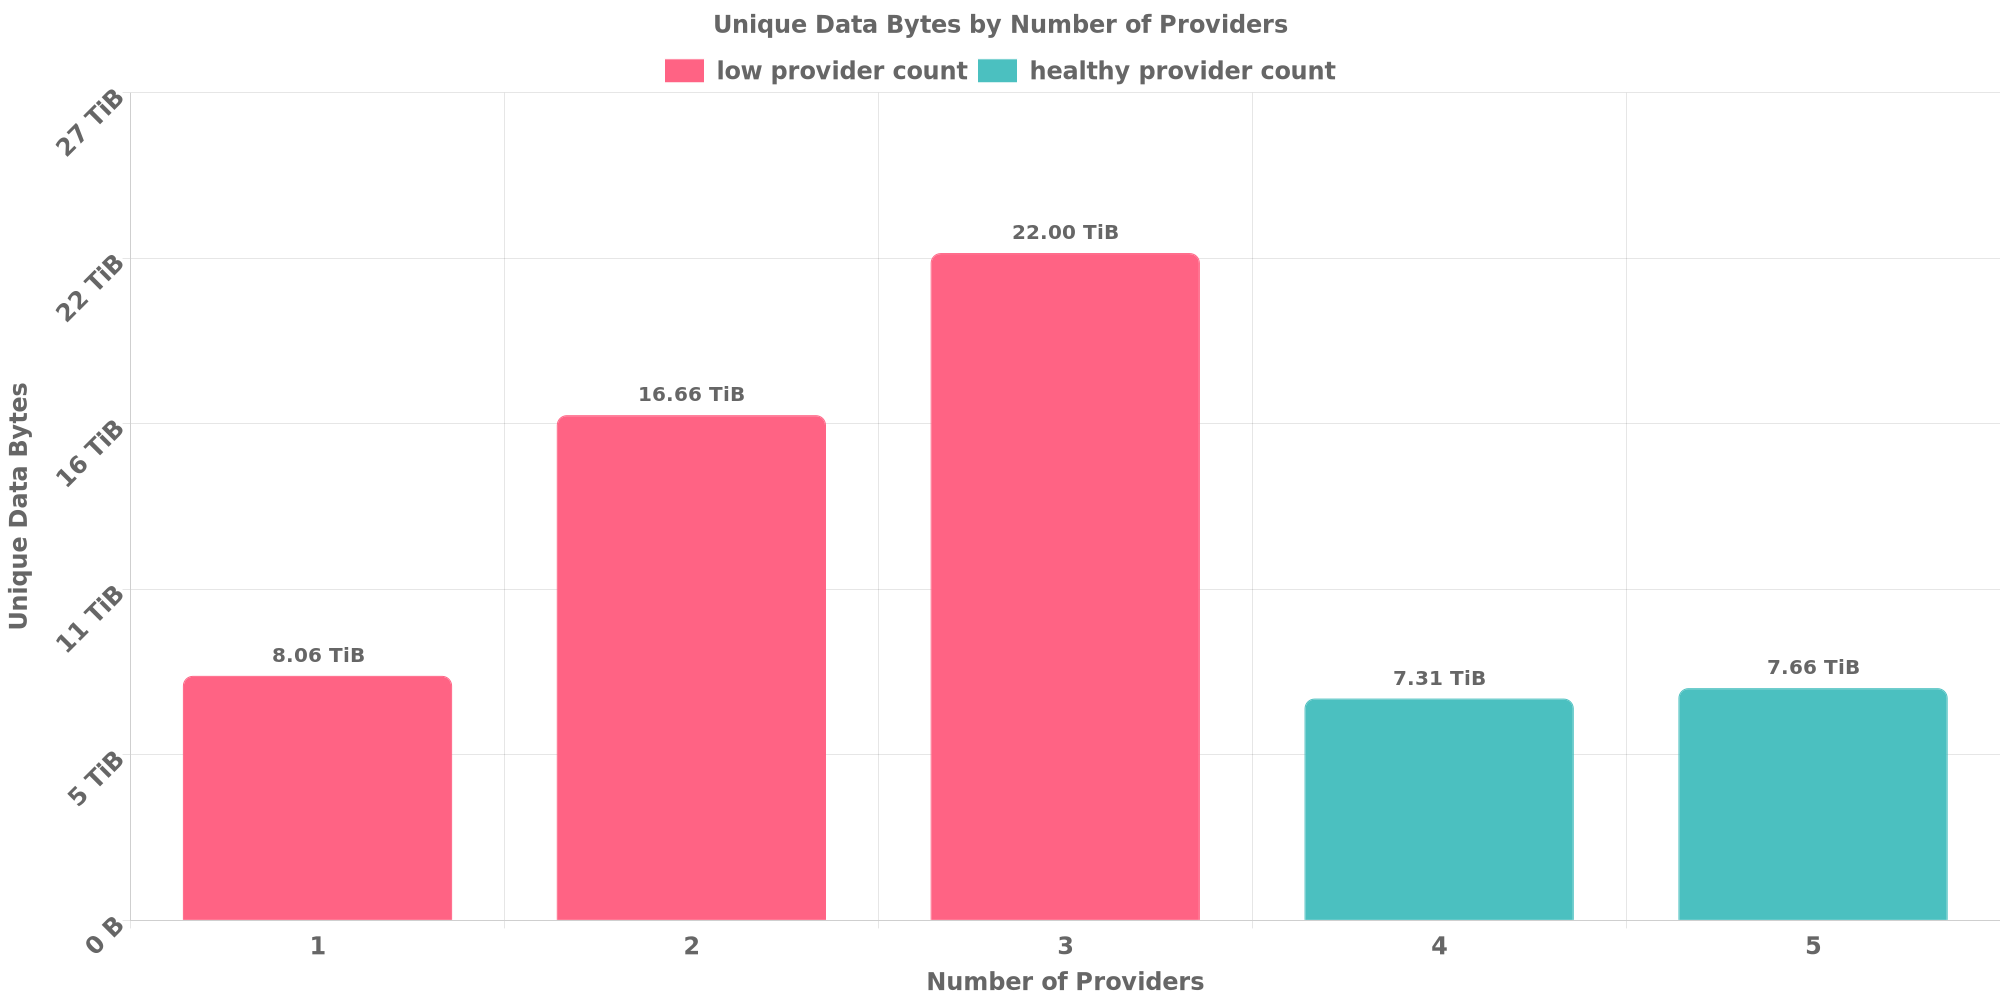 Unique Data Bytes by Number of Providers
low provider count healthy provider count
27 TiB
22 TiB
16 TiB
11 TiB
5 TiB
0 B
Unique Data Bytes
8.06 TiB
16.66 TiB
22.00 TiB
7.31 TiB
7.66 TiB
1 2 3 4 5
Number of Providers